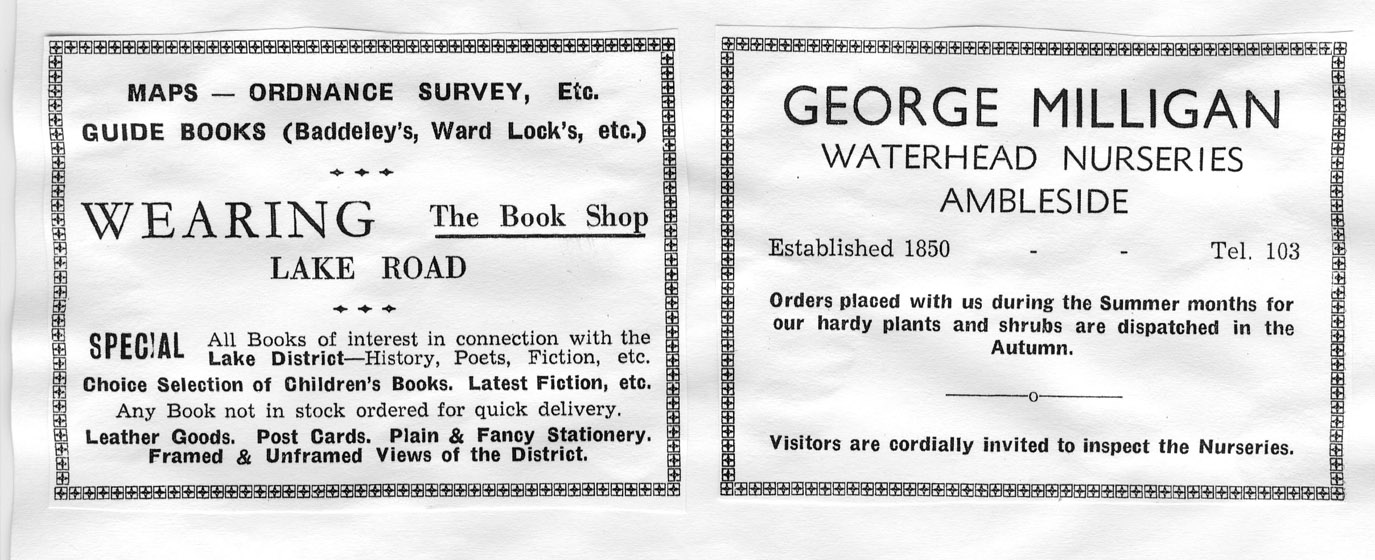 MAPS — ORDNANCE SURVEY, Etc.
GUIDE BOOKS (Baddeley's, Ward Lock's, etc.)
WEARING The Book Shop
LAKE ROAD
SPECIAL All Books of interest in connection with the
Lake District—History, Poets, Fiction, etc.
Choice Selection of Children's Books. Latest Fiction, etc.
Any Book not in stock ordered for quick delivery.
Leather Goods. Post Cards. Plain & Fancy Stationery.
Framed & Unframed Views of the District.
GEORGE MILLIGAN
WATERHEAD NURSERIES
AMBLESIDE
Established 1850 - - Tel. 103
Orders placed with us during the Summer months for
our hardy plants and shrubs are dispatched in the
Autumn.
Visitors are cordially invited to inspect the Nurseries.